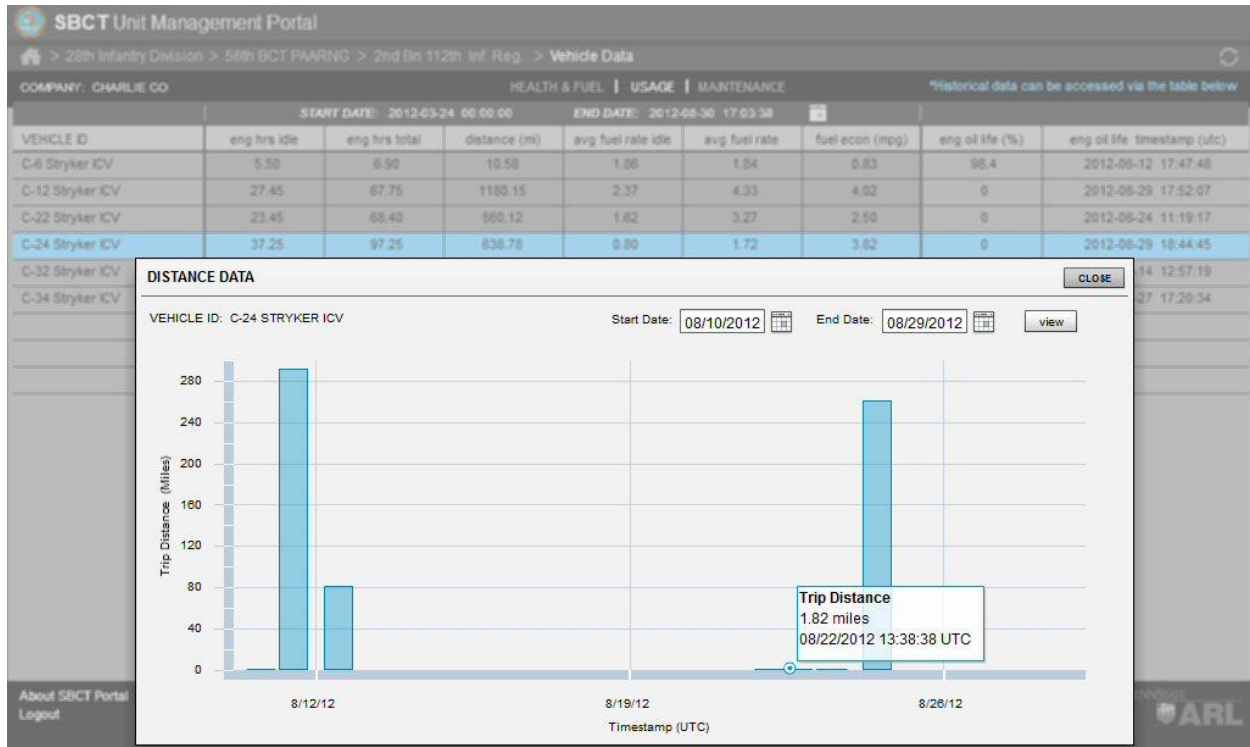 SBCT Unit Management Portal
> 28th Infantry Division > 56th BCT PAARNG > 2nd Bn 112th Inf. Reg. > Vehicle Data
COMPANY: CHARLIE CO HEALTH & FUEL | USAGE | MAINTENANCE *Historical data can be accessed via the table below
START DATE: 2012-03-24 00:00:00 END DATE: 2012-08-30 17:03:38
VEHICLE ID eng hrs idle eng hrs total distance (mi) avg fuel rate idle avg fuel rate fuel econ (mpg) eng oil life (%) eng oil life timestamp (utc)
C-6 Stryker ICV 5.50 6.90 10.58 1.86 1.84 0.83 98.4 2012-06-12 17:47:48
C-12 Stryker ICV 27.45 67.75 1180.15 2.37 4.33 4.02 0 2012-08-29 17:52:07
C-22 Stryker ICV 23.45 68.40 560.12 1.62 3.27 2.50 0 2012-08-24 11:19:17
C-24 Stryker ICV 37.25 97.25 638.78 0.80 1.72 3.82 0 2012-08-29 18:44:45
C-32 Stryker ICV -14 12:57:19
C-34 Stryker ICV -27 17:20:34
DISTANCE DATA CLOSE
VEHICLE ID: C-24 STRYKER ICV Start Date: 08/10/2012 End Date: 08/29/2012 view
280
240
200
160
120
80
40
0
Trip Distance (Miles)
Trip Distance
1.82 miles
08/22/2012 13:38:38 UTC
8/12/12 8/19/12 8/26/12
Timestamp (UTC)
About SBCT Portal
Logout
ARL